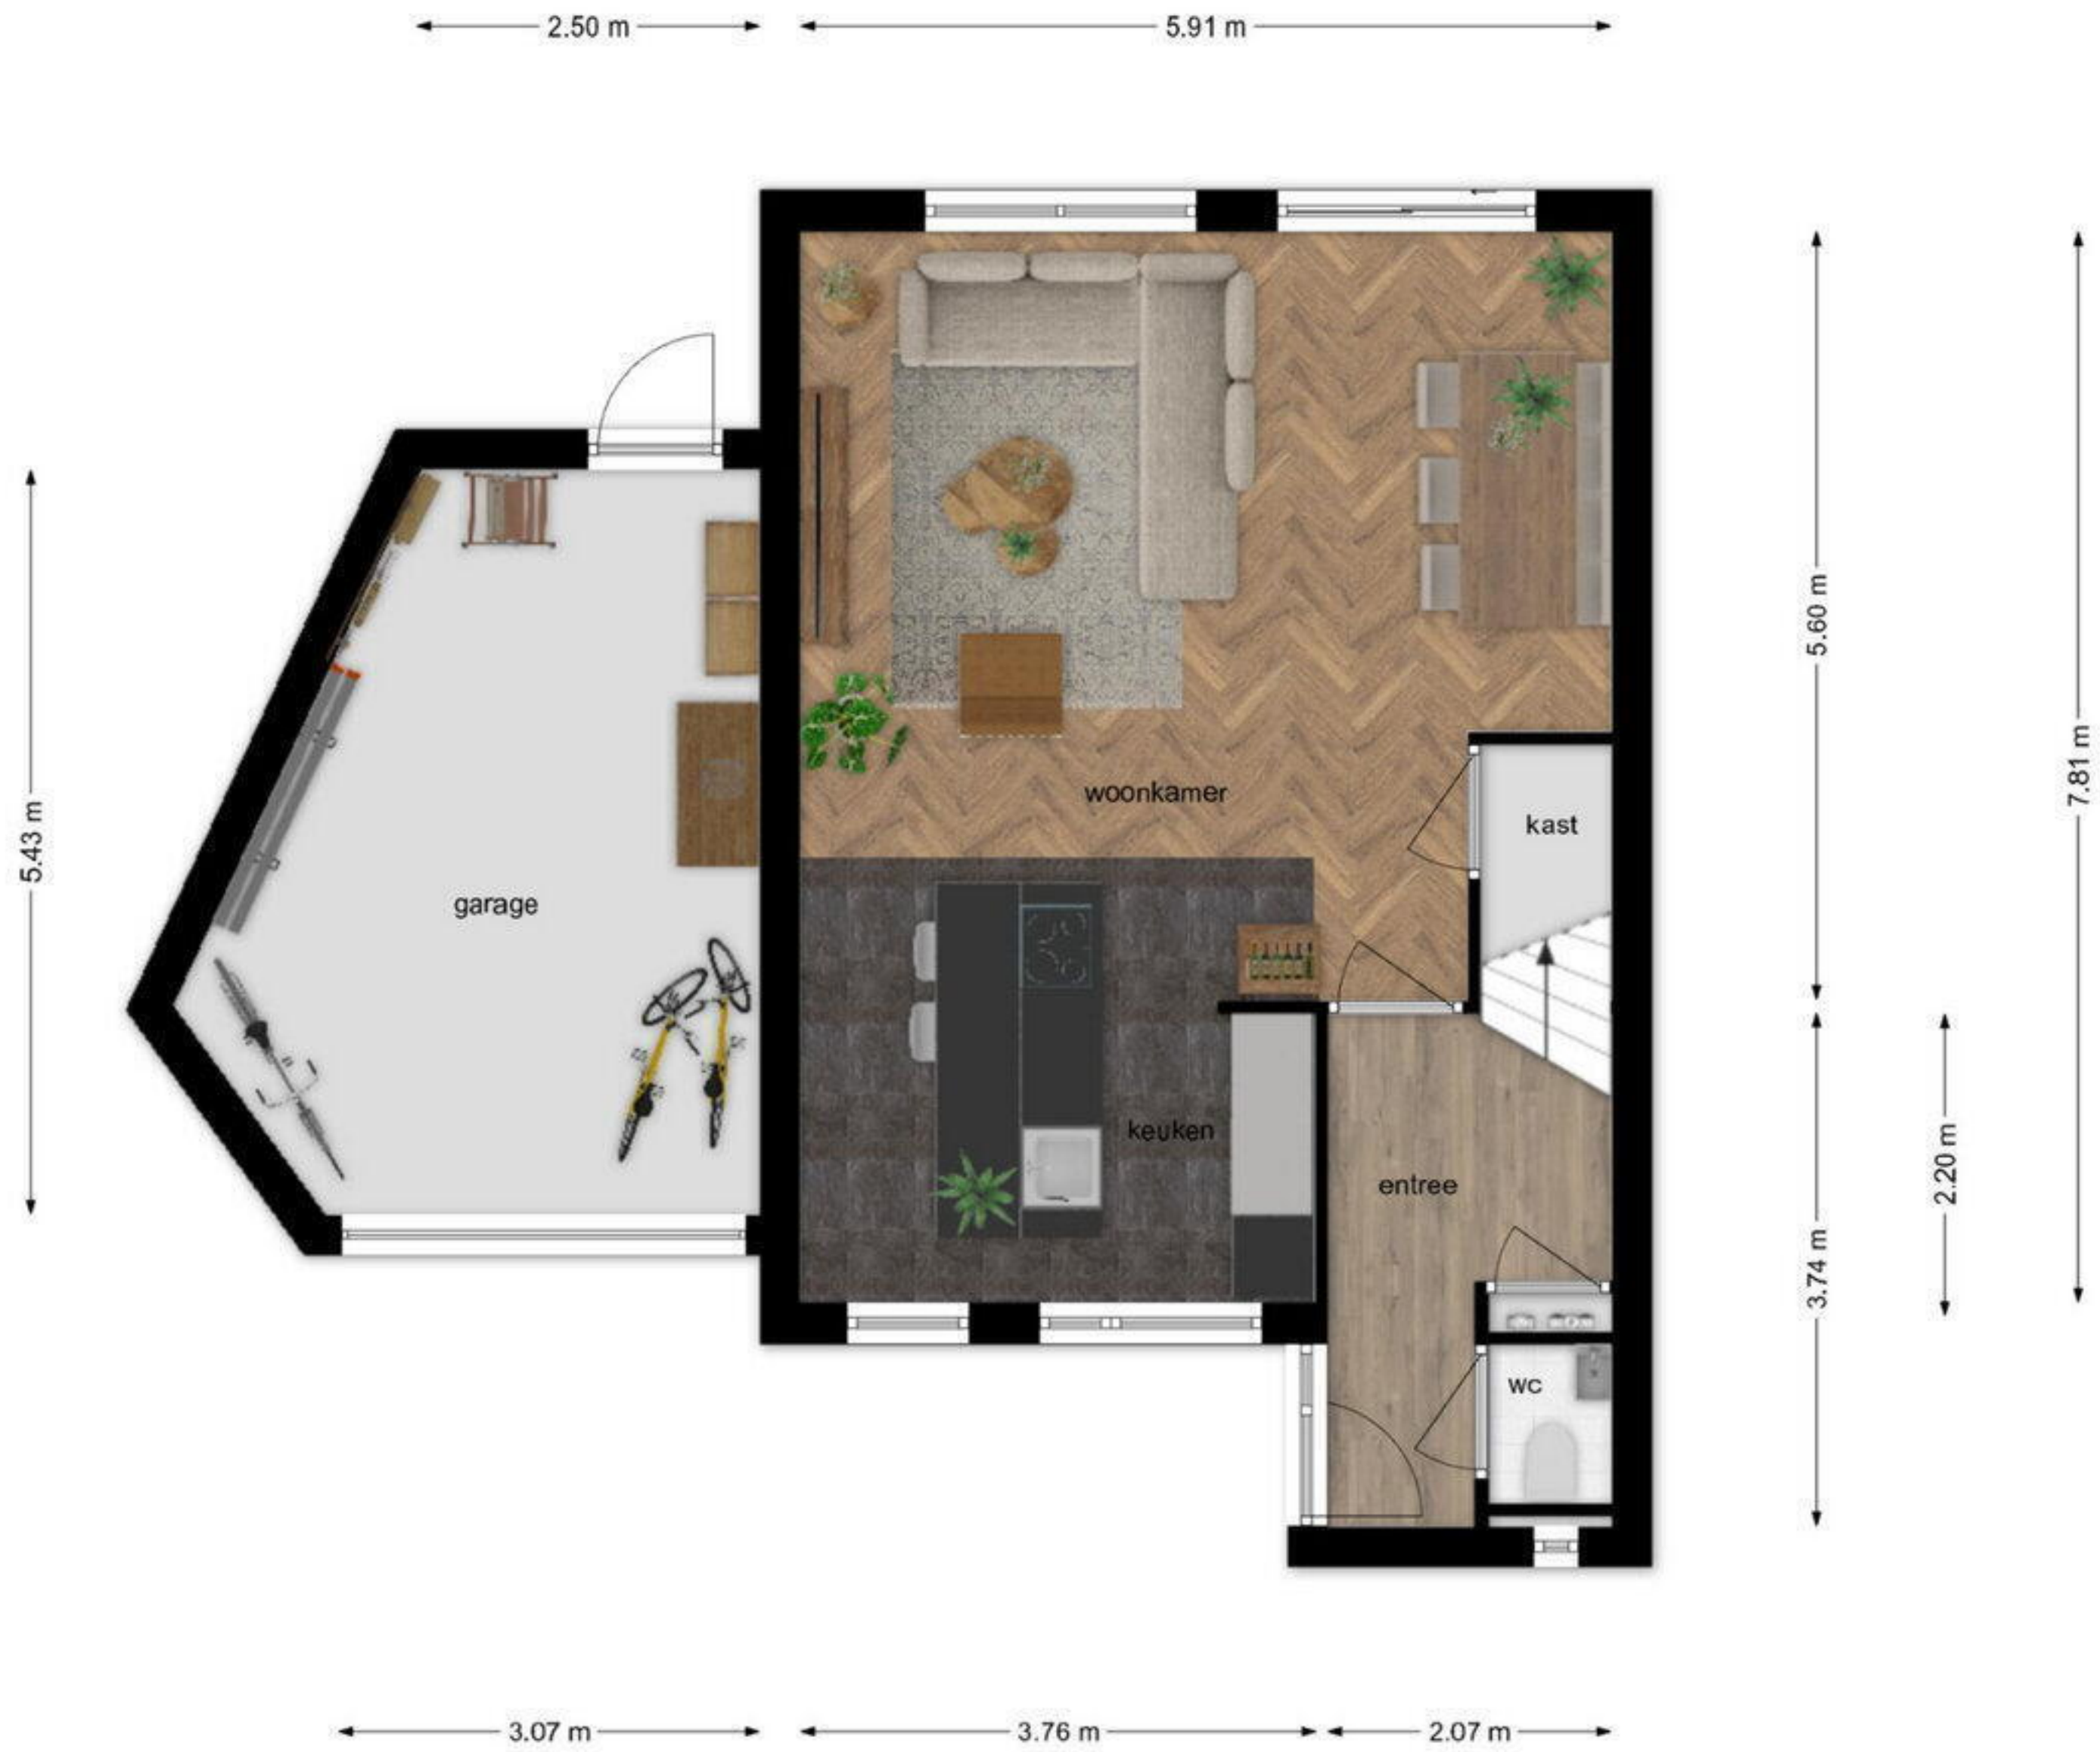 2.50 m
5.91 m
5.60 m
7.81 m
woonkamer
kast
5.43 m
garage
keuken
entree
2.20 m
3.74 m
wc
3.07 m
3.76 m
2.07 m